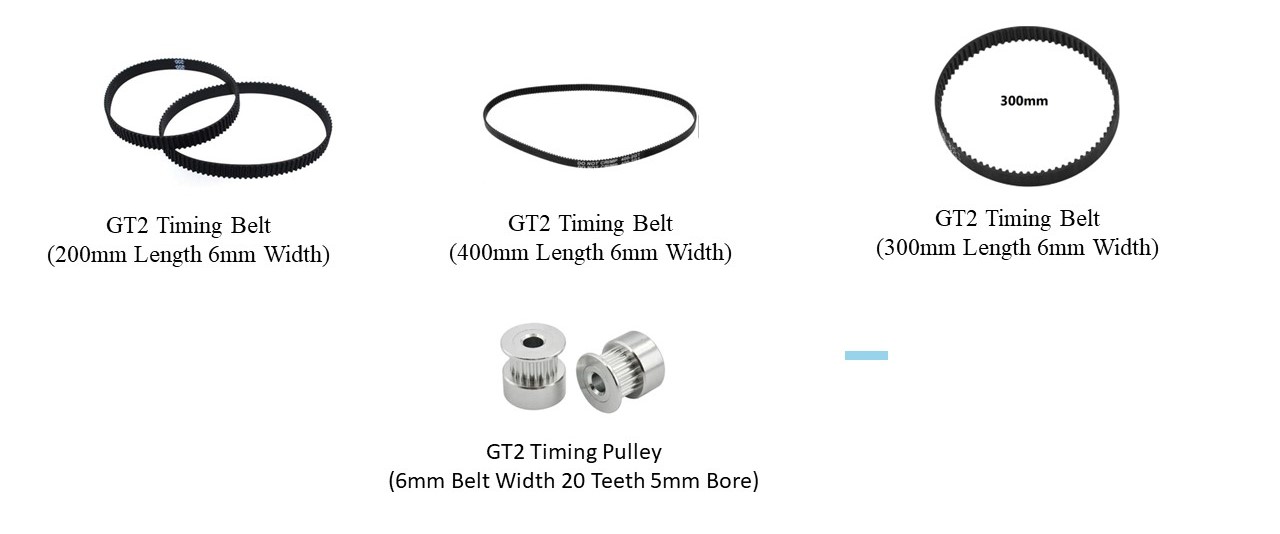 300mm
GT2 Timing Belt
(200mm Length 6mm Width)
GT2 Timing Belt
(400mm Length 6mm Width)
GT2 Timing Belt
(300mm Length 6mm Width)
GT2 Timing Pulley
(6mm Belt Width 20 Teeth 5mm Bore)